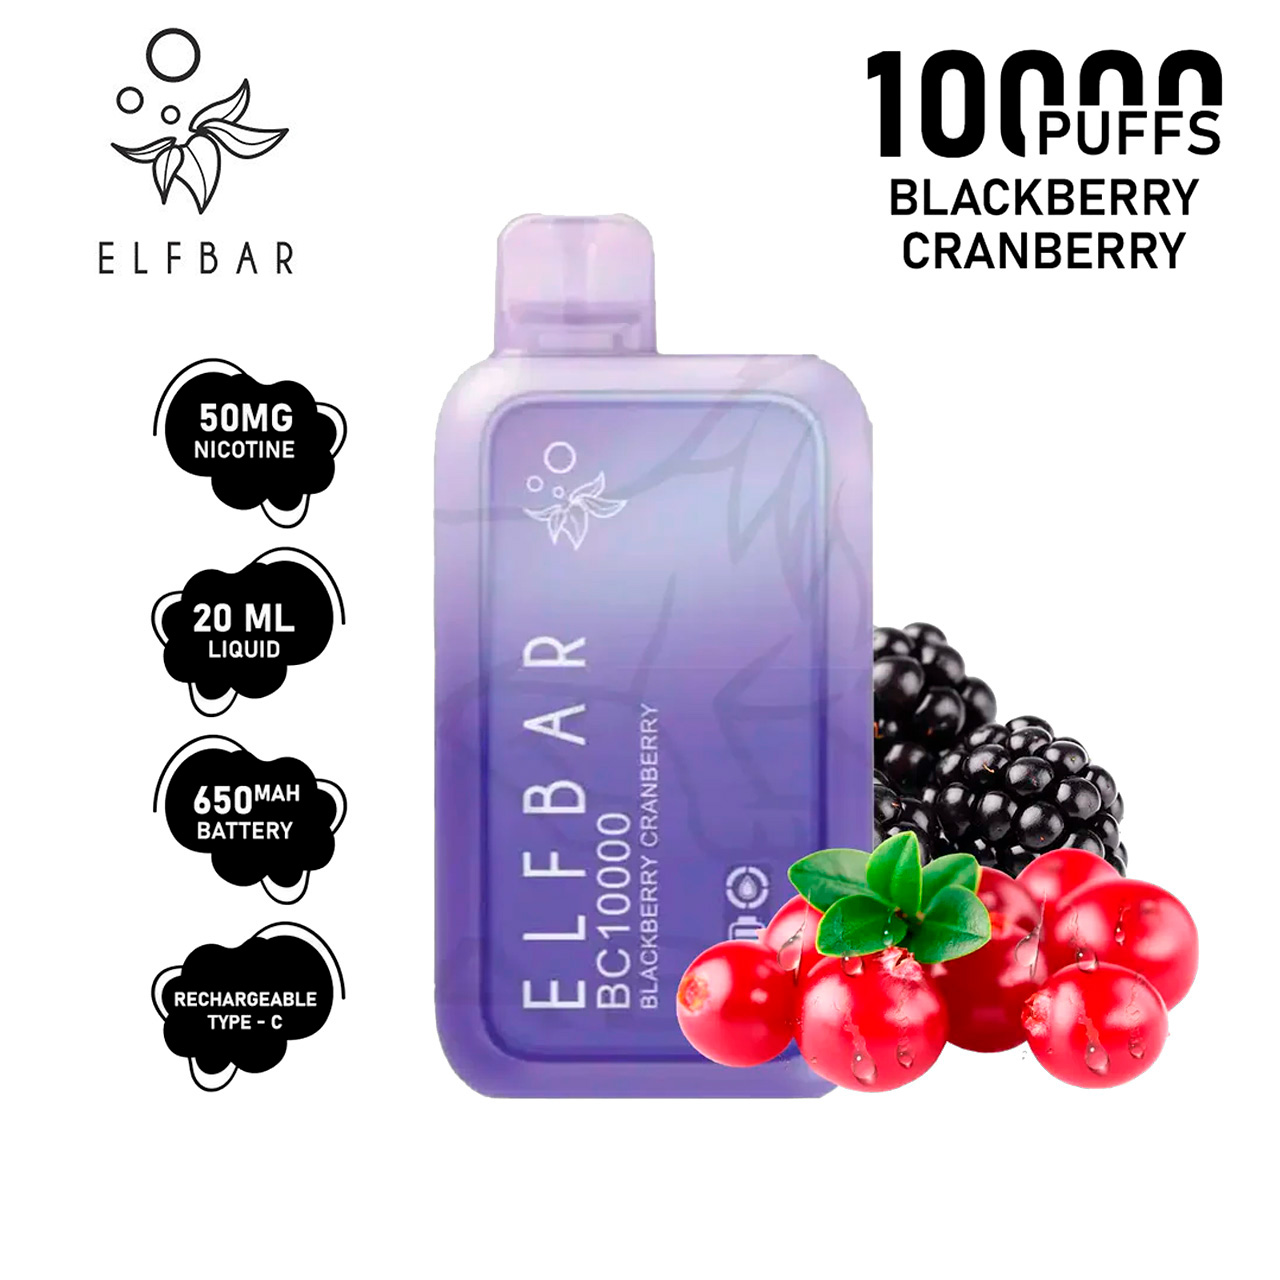 ELFBAR
10000
PUFFS
BLACKBERRY
CRANBERRY
50MG
NICOTINE
20 ML
LIQUID
650MAH
BATTERY
RECHARGEABLE
TYPE - C
ELFBAR
BC10000
BLACKBERRY CRANBERRY